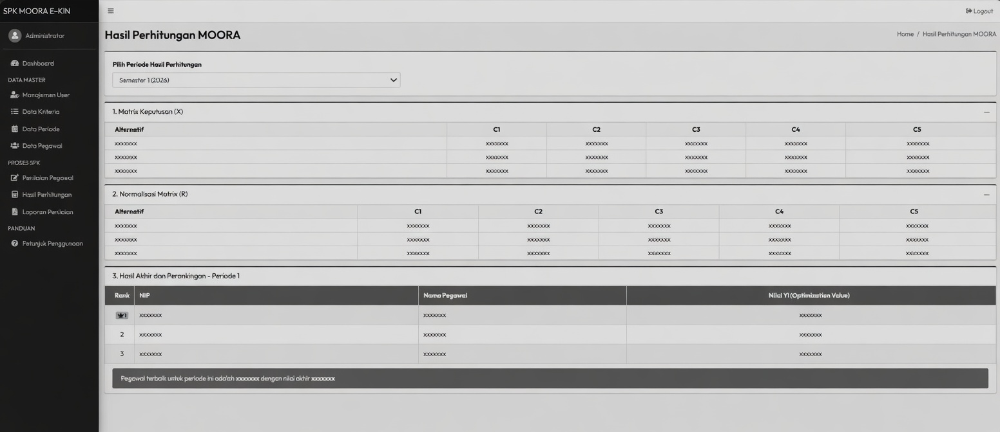 SPK MOORA E-KIN
Logout
Administrator
Hasil Perhitungan MOORA
Home / Hasil Perhitungan MOORA
Dashboard
DATA MASTER
Manajemen User
Data Kriteria
Data Periode
Data Pegawai
PROSES SPK
Penilaian Pegawai
Hasil Perhitungan
Laporan Penilaian
PANDUAN
Petunjuk Penggunaan
Pilih Periode Hasil Perhitungan
Semester 1 (2026)
1. Matrix Keputusan (X)
Alternatif C1 C2 C3 C4 C5
xxxxxxx xxxxxxx xxxxxxx xxxxxxx xxxxxxx xxxxxxx
xxxxxxx xxxxxxx xxxxxxx xxxxxxx xxxxxxx xxxxxxx
xxxxxxx xxxxxxx xxxxxxx xxxxxxx xxxxxxx xxxxxxx
2. Normalisasi Matrix (R)
Alternatif C1 C2 C3 C4 C5
xxxxxxx xxxxxxx xxxxxxx xxxxxxx xxxxxxx xxxxxxx
xxxxxxx xxxxxxx xxxxxxx xxxxxxx xxxxxxx xxxxxxx
xxxxxxx xxxxxxx xxxxxxx xxxxxxx xxxxxxx xxxxxxx
3. Hasil Akhir dan Perankingan - Periode 1
Rank NIP Nama Pegawai Nilai Yi (Optimization Value)
1 xxxxxxx xxxxxxx xxxxxxx
2 xxxxxxx xxxxxxx xxxxxxx
3 xxxxxxx xxxxxxx xxxxxxx
Pegawai terbaik untuk periode ini adalah xxxxxxx dengan nilai akhir xxxxxxx